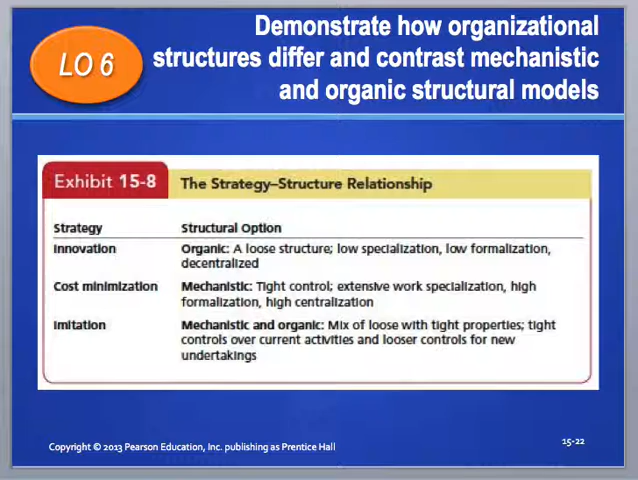 LO 6
Demonstrate how organizational
structures differ and contrast mechanistic
and organic structural models
Exhibit 15-8
The Strategy–Structure Relationship
Strategy
Structural Option
Innovation
Organic: A loose structure; low specialization, low formalization,
decentralized
Cost minimization
Mechanistic: Tight control; extensive work specialization, high
formalization, high centralization
Imitation
Mechanistic and organic: Mix of loose with tight properties; tight
controls over current activities and looser controls for new
undertakings
Copyright © 2013 Pearson Education, Inc. publishing as Prentice Hall
15-22